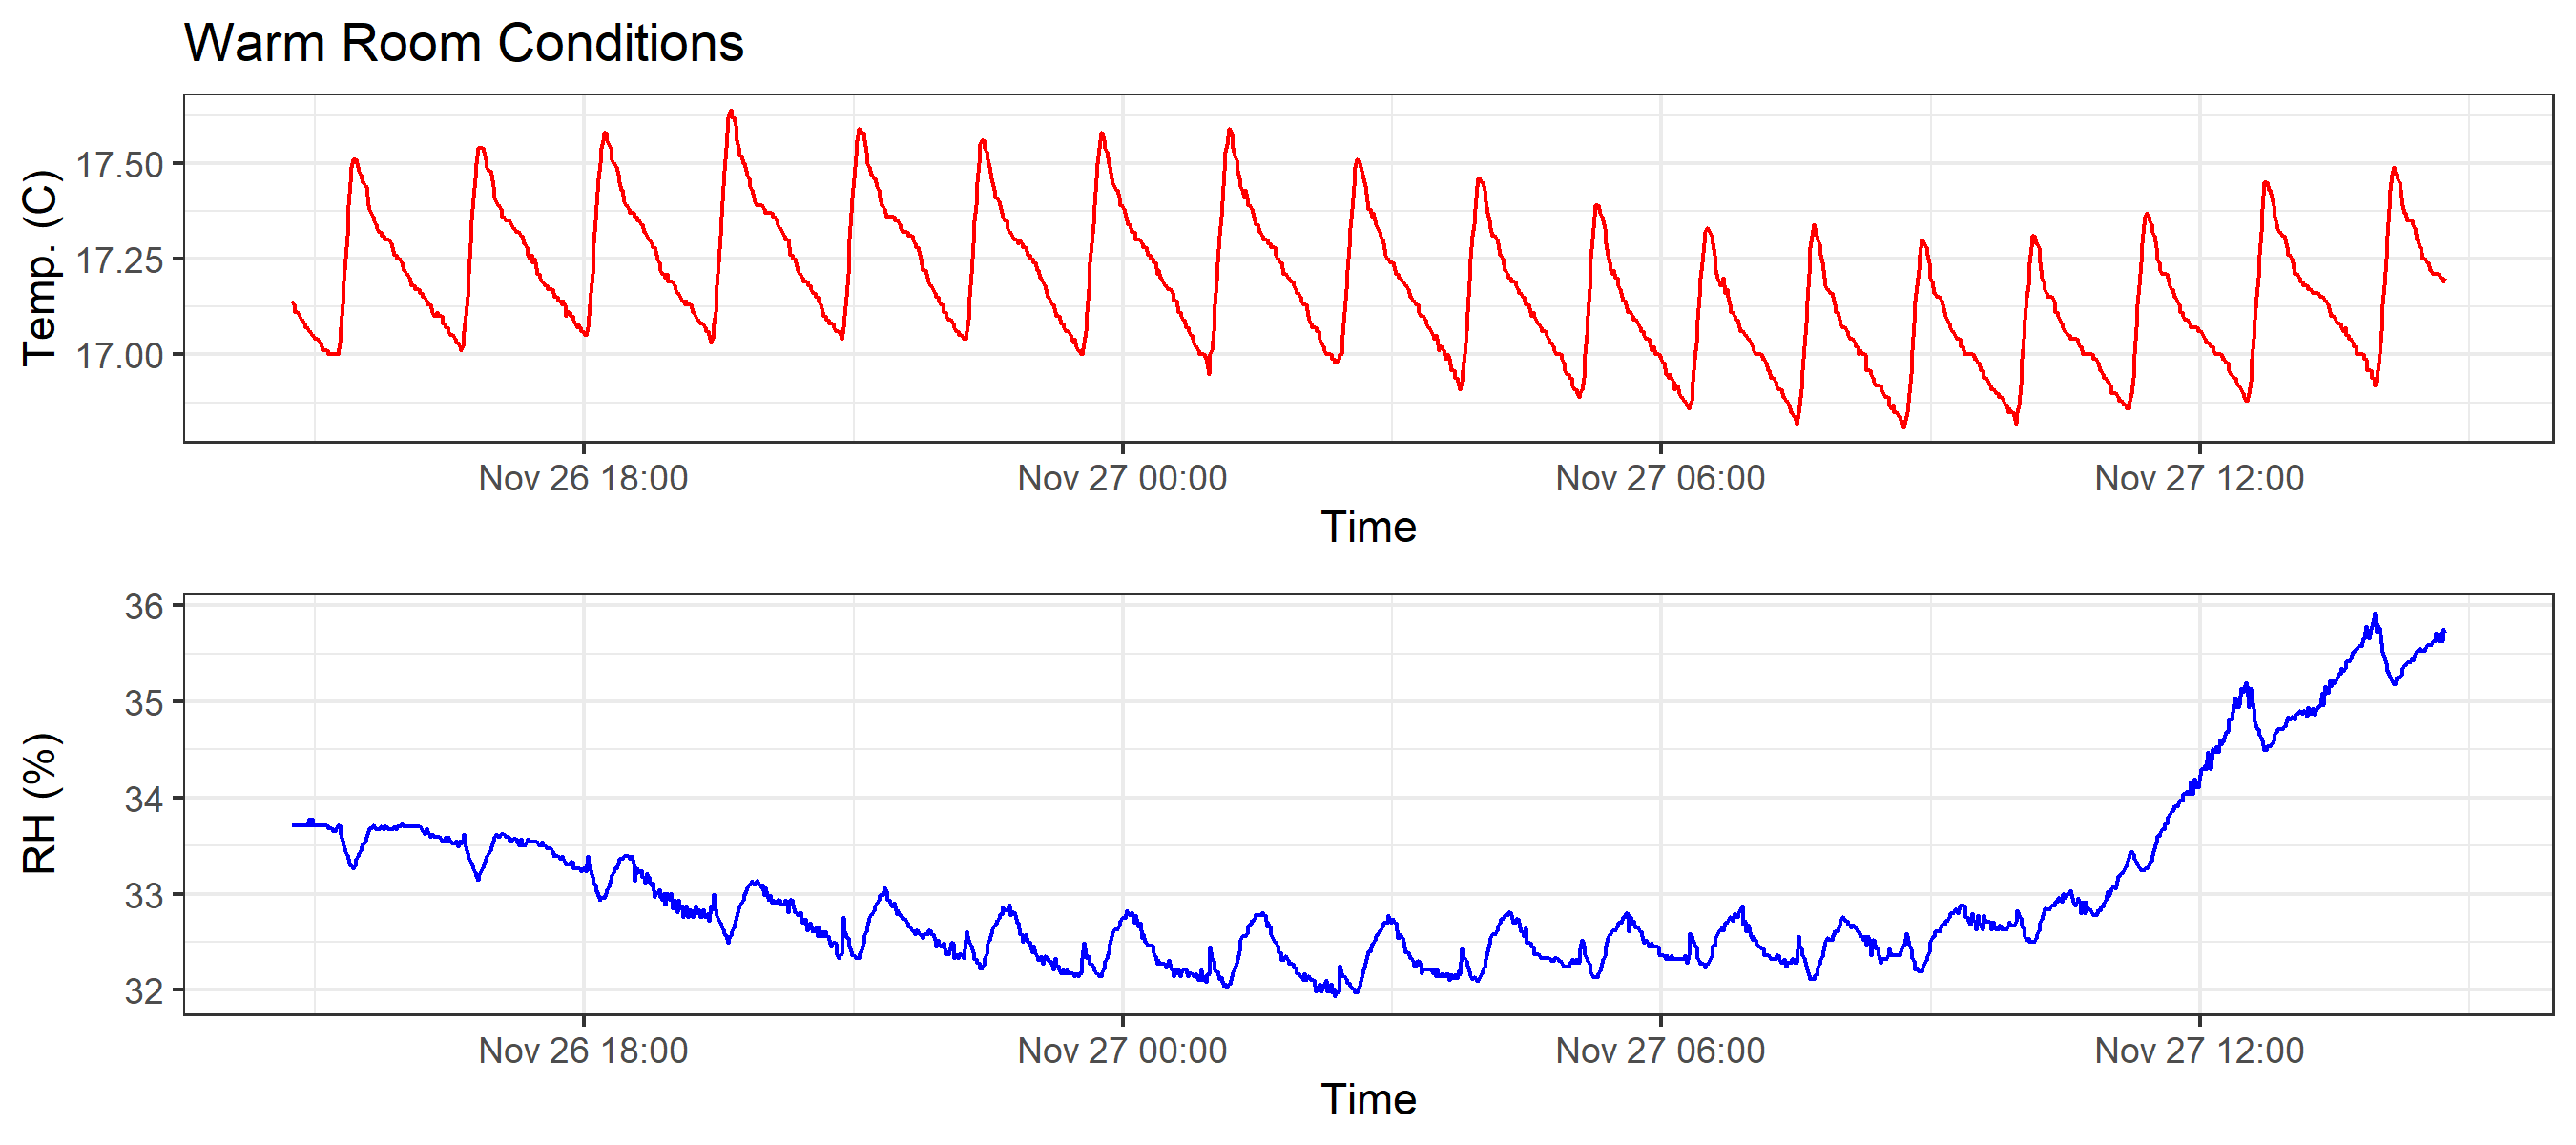 Warm Room Conditions
Temp. (C)
17.50
17.25
17.00
Nov 26 18:00 Nov 27 00:00 Nov 27 06:00 Nov 27 12:00
Time
RH (%)
36
35
34
33
32
Nov 26 18:00 Nov 27 00:00 Nov 27 06:00 Nov 27 12:00
Time